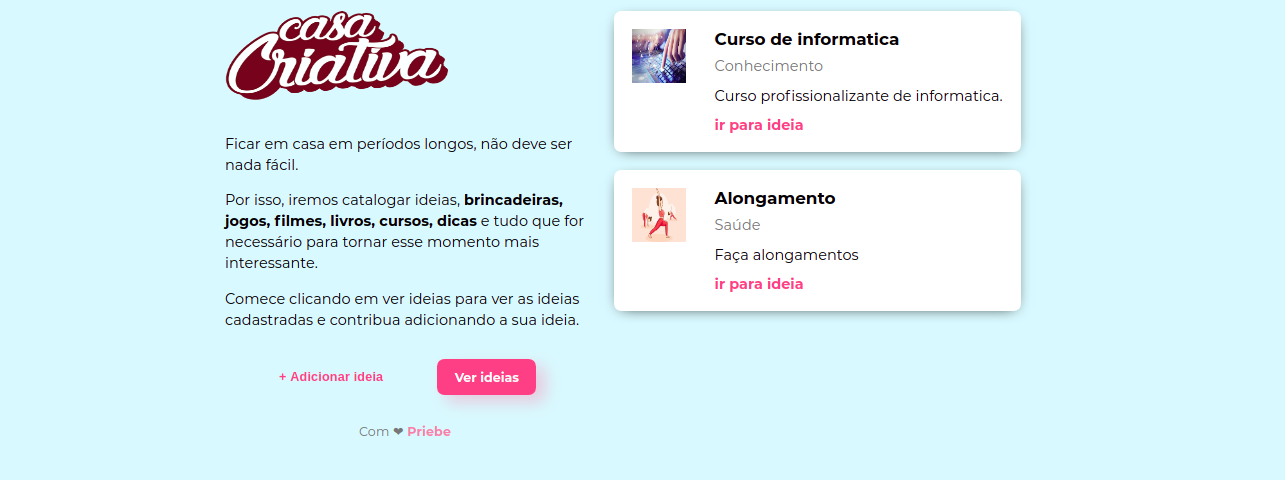 casa
Criativa
Ficar em casa em períodos longos, não deve ser
nada fácil.
Por isso, iremos catalogar ideias, brincadeiras,
jogos, filmes, livros, cursos, dicas e tudo que for
necessário para tornar esse momento mais
interessante.
Comece clicando em ver ideias para ver as ideias
cadastradas e contribua adicionando a sua ideia.
+ Adicionar ideia
Ver ideias
Com ❤ Priebe
Curso de informatica
Conhecimento
Curso profissionalizante de informatica.
ir para ideia
Alongamento
Saúde
Faça alongamentos
ir para ideia